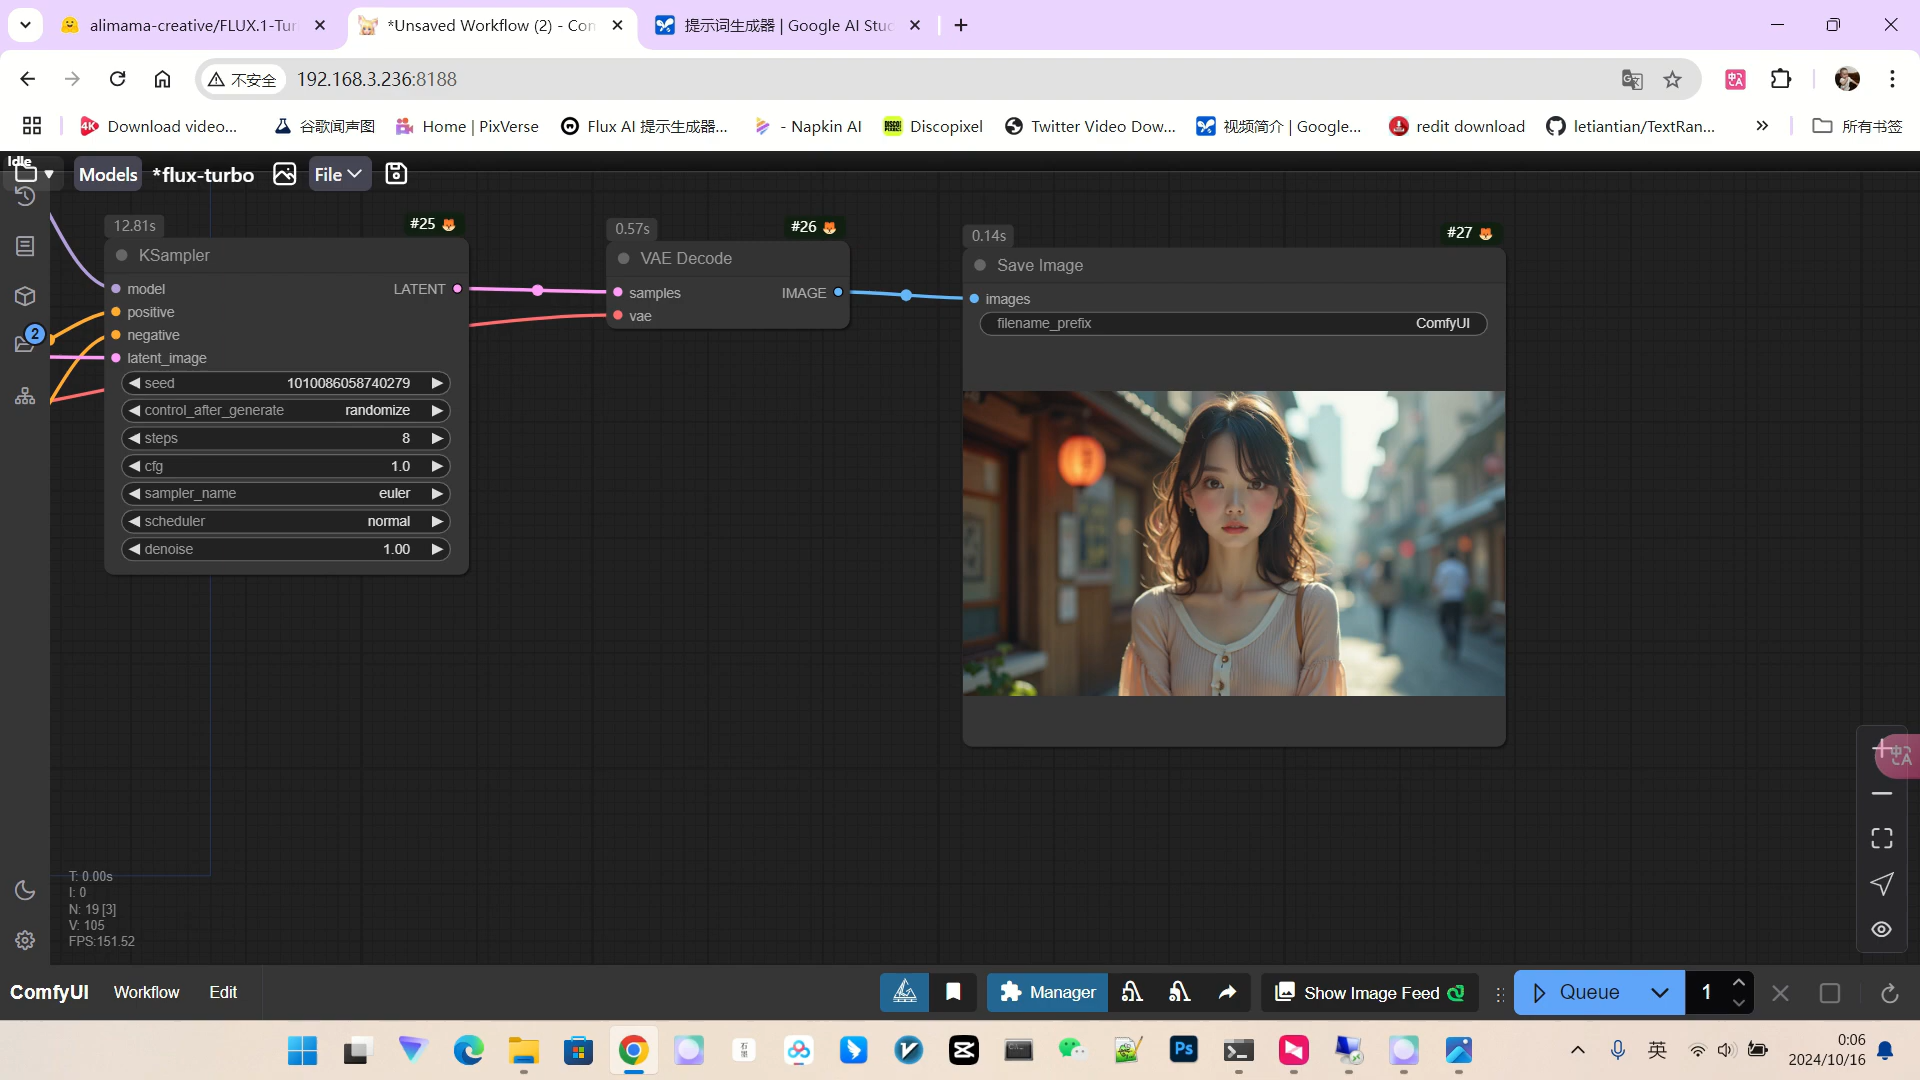 alimama-creative/FLUX.1-Tur
*Unsaved Workflow (2) - Con
提示词生成器 | Google AI Stud
不安全
192.168.3.236:8188
Download video...
谷歌闻声图
Home | PixVerse
Flux AI 提示生成器...
- Napkin AI
Discopixel
Twitter Video Dow...
视频简介 | Google...
redit download
letiantian/TextRan...
所有书签
Idle
Models
*flux-turbo
File
12.81s
#25
KSampler
model
LATENT
positive
negative
latent_image
seed 1010086058740279
control_after_generate randomize
steps 8
cfg 1.0
sampler_name euler
scheduler normal
denoise 1.00
0.57s
#26
VAE Decode
samples
IMAGE
vae
0.14s
#27
Save Image
images
filename_prefix ComfyUI
2
T: 0.00s
I: 0
N: 19 [3]
V: 105
FPS:151.52
ComfyUI
Workflow
Edit
Manager
Show Image Feed
Queue
1
Ps
英
0:06
2024/10/16